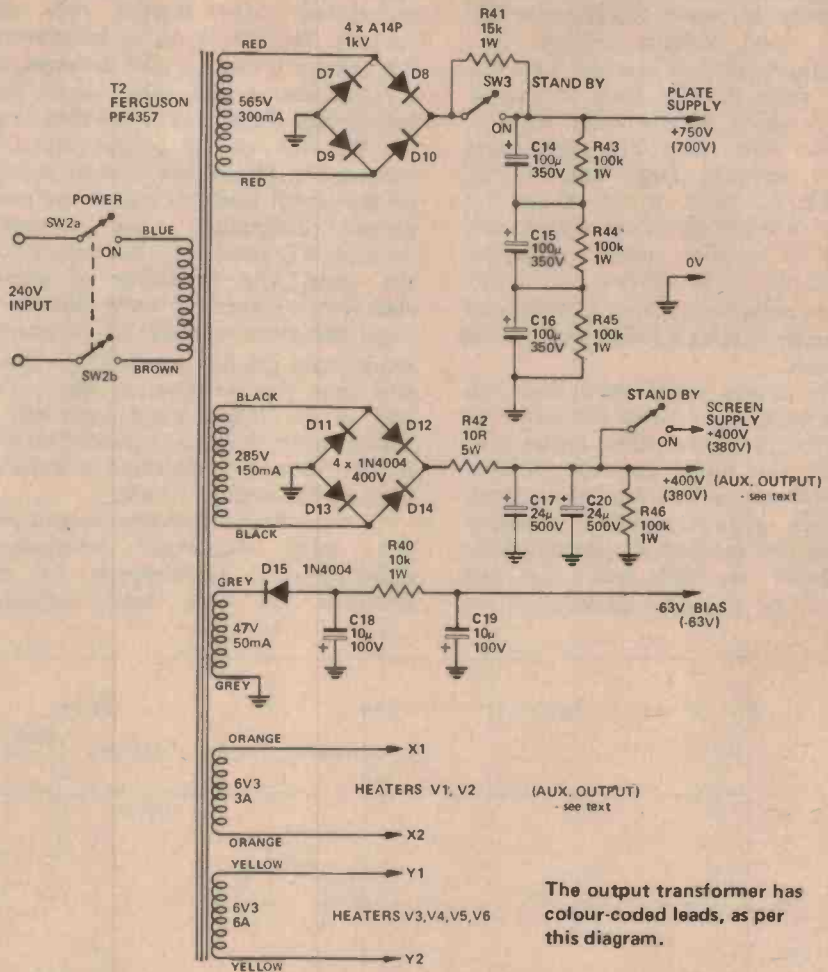 R41
15k
1W
4 x A14P
1kV
RED
D7
D8
SW3
STAND BY
ON
T2
FERGUSON
PF4357
565V
300mA
D9
D10
RED
PLATE
SUPPLY
+750V
(700V)
C14
100μ
350V
R43
100k
1W
C15
100μ
350V
R44
100k
1W
C16
100μ
350V
R45
100k
1W
0V
POWER
SW2a
ON
BLUE
240V
INPUT
SW2b
BROWN
BLACK
D11
D12
285V
150mA
4 x 1N4004
400V
D13
D14
BLACK
R42
10R
5W
STAND BY
ON
SCREEN
SUPPLY
+400V
(380V)
+400V
(380V)
(AUX. OUTPUT)
- see text
C17
24μ
500V
C20
24μ
500V
R46
100k
1W
GREY
D15
1N4004
R40
10k
1W
47V
50mA
C18
10μ
100V
C19
10μ
100V
-63V BIAS
(-63V)
GREY
ORANGE
X1
6V3
3A
HEATERS V1, V2
(AUX. OUTPUT)
- see text
X2
ORANGE
YELLOW
Y1
6V3
6A
HEATERS V3,V4,V5,V6
Y2
YELLOW
The output transformer has
colour-coded leads, as per
this diagram.